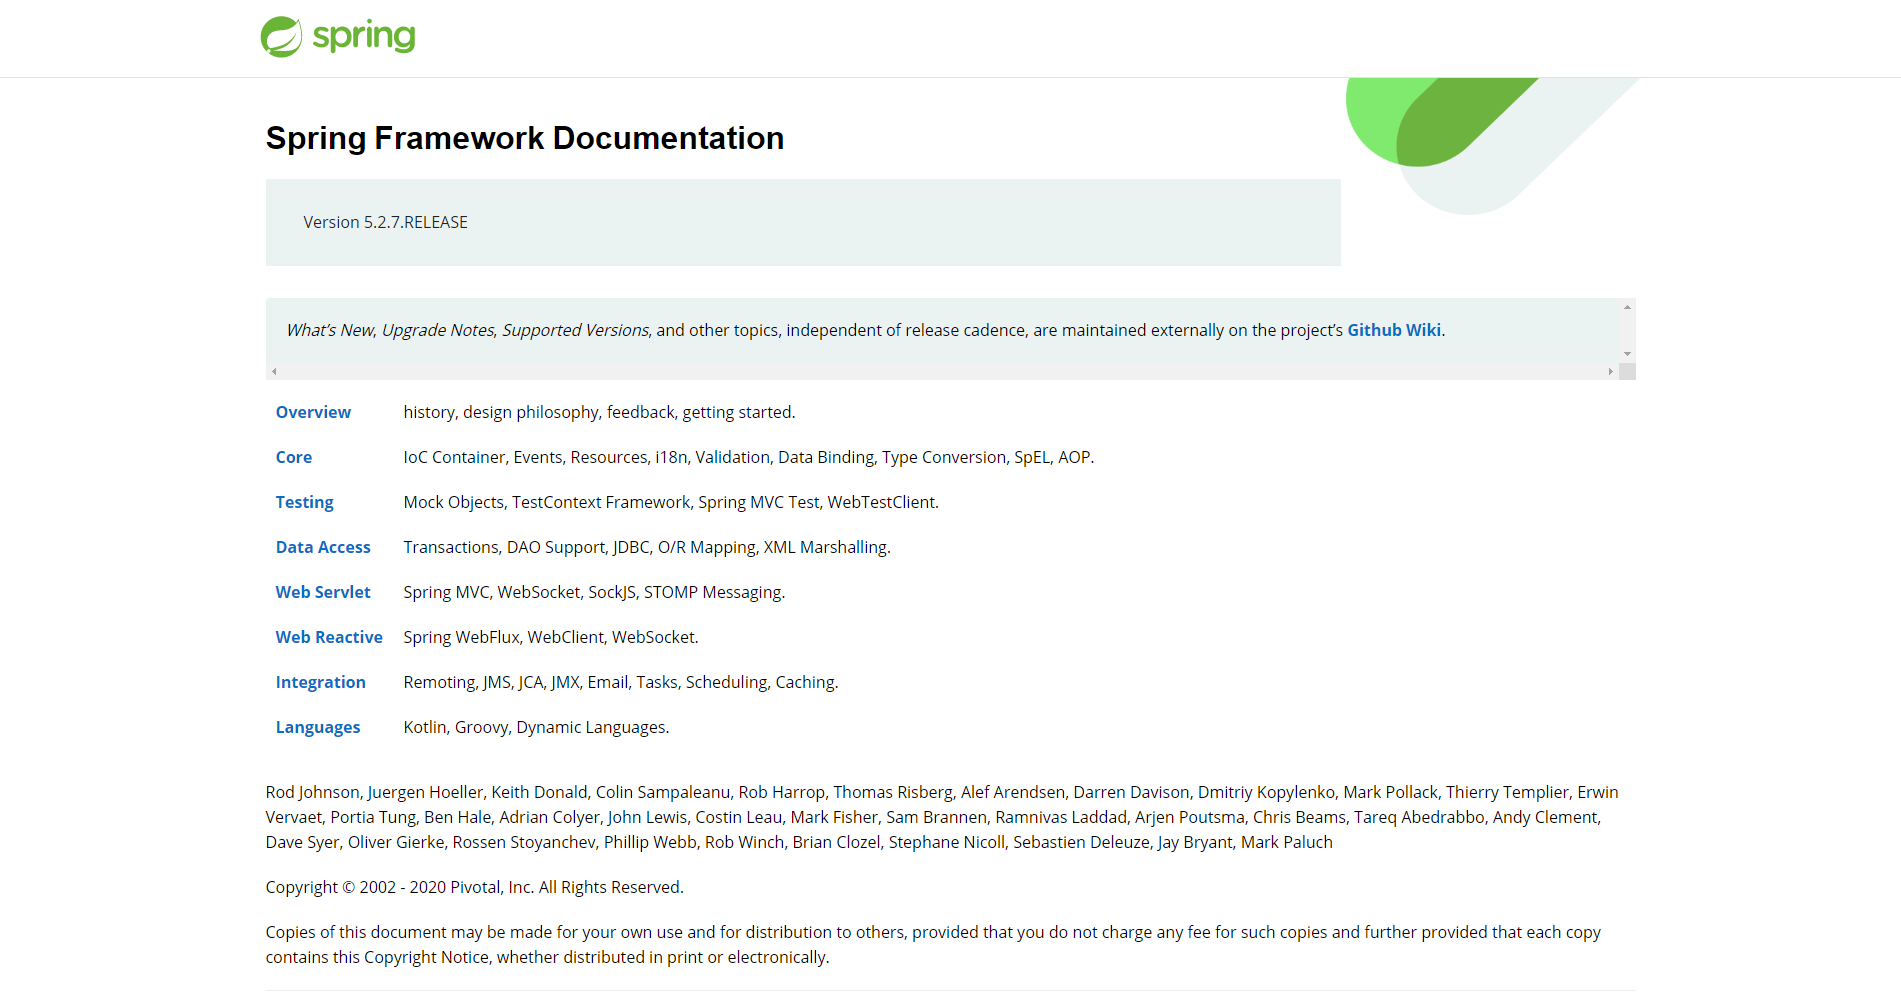 spring
Spring Framework Documentation
Version 5.2.7.RELEASE
What’s New, Upgrade Notes, Supported Versions, and other topics, independent of release cadence, are maintained externally on the project’s Github Wiki.
Overview history, design philosophy, feedback, getting started.
Core IoC Container, Events, Resources, i18n, Validation, Data Binding, Type Conversion, SpEL, AOP.
Testing Mock Objects, TestContext Framework, Spring MVC Test, WebTestClient.
Data Access Transactions, DAO Support, JDBC, O/R Mapping, XML Marshalling.
Web Servlet Spring MVC, WebSocket, SockJS, STOMP Messaging.
Web Reactive Spring WebFlux, WebClient, WebSocket.
Integration Remoting, JMS, JCA, JMX, Email, Tasks, Scheduling, Caching.
Languages Kotlin, Groovy, Dynamic Languages.
Rod Johnson, Juergen Hoeller, Keith Donald, Colin Sampaleanu, Rob Harrop, Thomas Risberg, Alef Arendsen, Darren Davison, Dmitriy Kopylenko, Mark Pollack, Thierry Templier, Erwin
Vervaet, Portia Tung, Ben Hale, Adrian Colyer, John Lewis, Costin Leau, Mark Fisher, Sam Brannen, Ramnivas Laddad, Arjen Poutsma, Chris Beams, Tareq Abedrabbo, Andy Clement,
Dave Syer, Oliver Gierke, Rossen Stoyanchev, Phillip Webb, Rob Winch, Brian Clozel, Stephane Nicoll, Sebastien Deleuze, Jay Bryant, Mark Paluch
Copyright © 2002 - 2020 Pivotal, Inc. All Rights Reserved.
Copies of this document may be made for your own use and for distribution to others, provided that you do not charge any fee for such copies and further provided that each copy
contains this Copyright Notice, whether distributed in print or electronically.